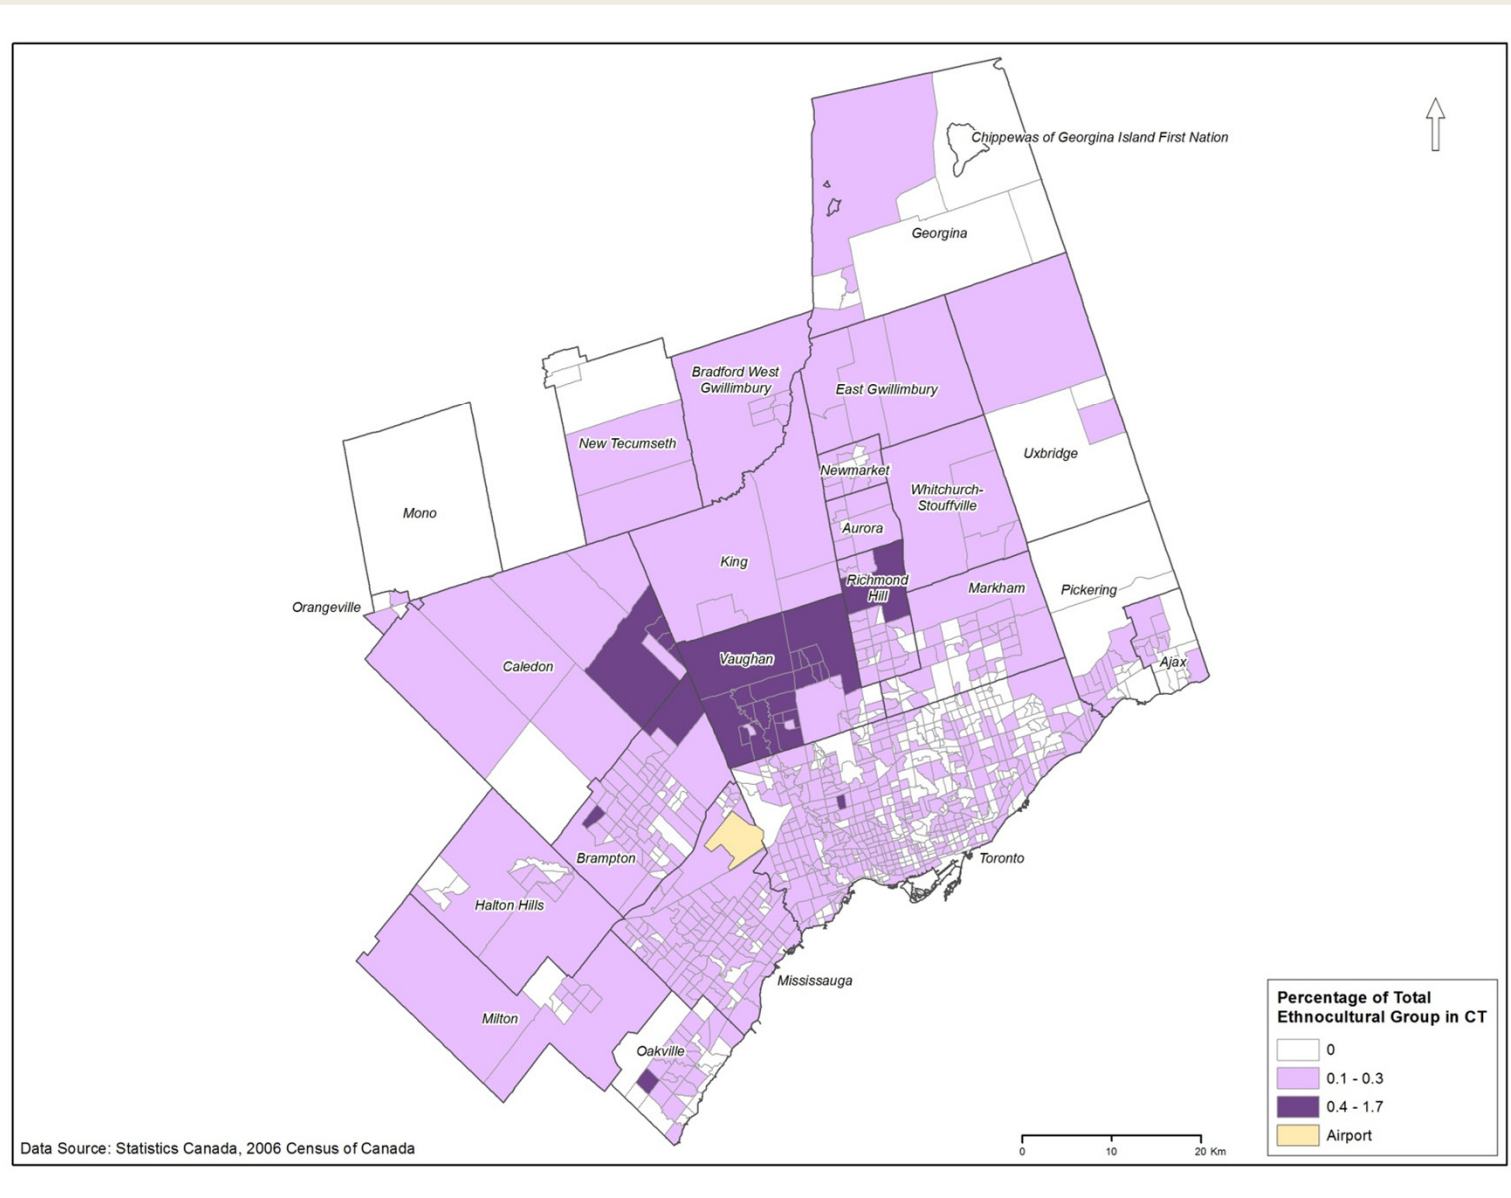 Chippewas of Georgina Island First Nation
Georgina
Bradford West
Gwillimbury
East Gwillimbury
New Tecumseth
Uxbridge
Newmarket
Whitchurch-
Stouffville
Mono
Aurora
King
Richmond
Hill
Markham
Pickering
Orangeville
Vaughan
Caledon
Ajax
Brampton
Toronto
Halton Hills
Mississauga
Milton
Oakville
Percentage of Total
Ethnocultural Group in CT
0
0.1 - 0.3
0.4 - 1.7
Airport
0 10 20 Km
Data Source: Statistics Canada, 2006 Census of Canada